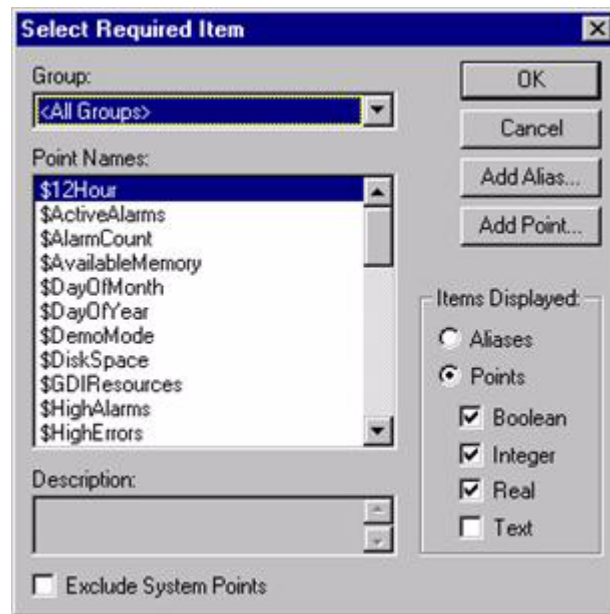 Select Required Item
Group:
<All Groups>
Point Names:
$12Hour
$ActiveAlarms
$AlarmCount
$AvailableMemory
$DayOfMonth
$DayOfYear
$DemoMode
$DiskSpace
$GDIResources
$HighAlarms
$HighErrors
Description:
Exclude System Points
OK
Cancel
Add Alias...
Add Point...
Items Displayed:
Aliases
Points
Boolean
Integer
Real
Text